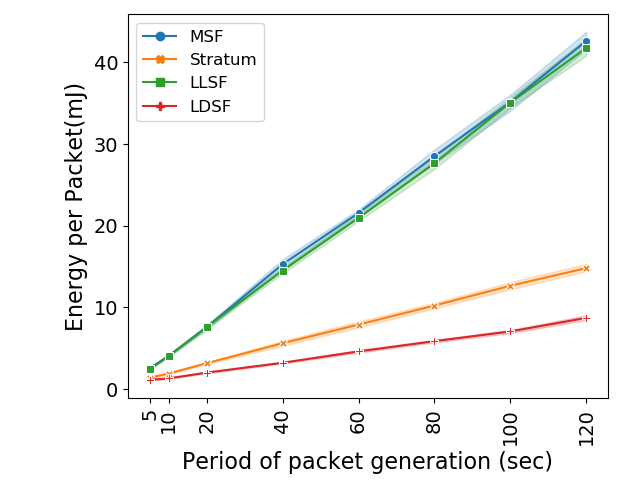 MSF
Stratum
LLSF
LDSF
Energy per Packet(mJ)
40
30
20
10
0
5
10
20
40
60
80
100
120
Period of packet generation (sec)